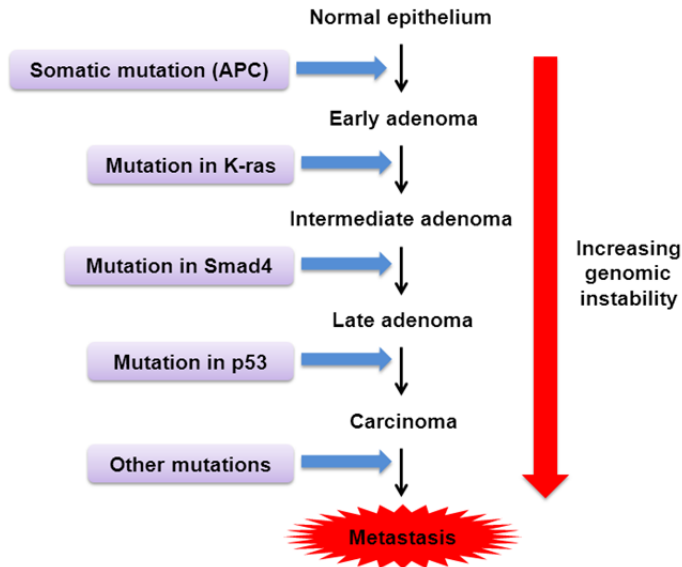 Normal epithelium
Somatic mutation (APC)
Early adenoma
Mutation in K-ras
Intermediate adenoma
Increasing
genomic
instability
Mutation in Smad4
Late adenoma
Mutation in p53
Carcinoma
Other mutations
Metastasis